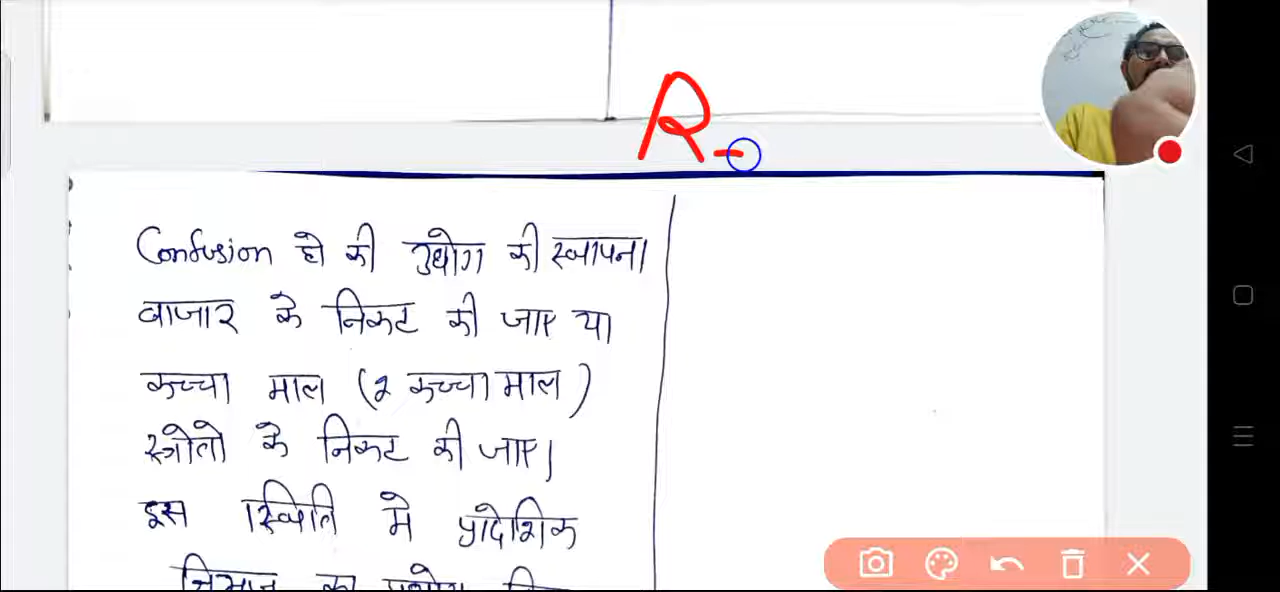 R-
Confusion हो की उद्योग की स्थापना
बाजार के निकट की जाए या
कच्चा माल (2 कच्चा माल)
स्त्रोतो के निकट की जाए।
इस स्थिति मे प्रादेशिक
का